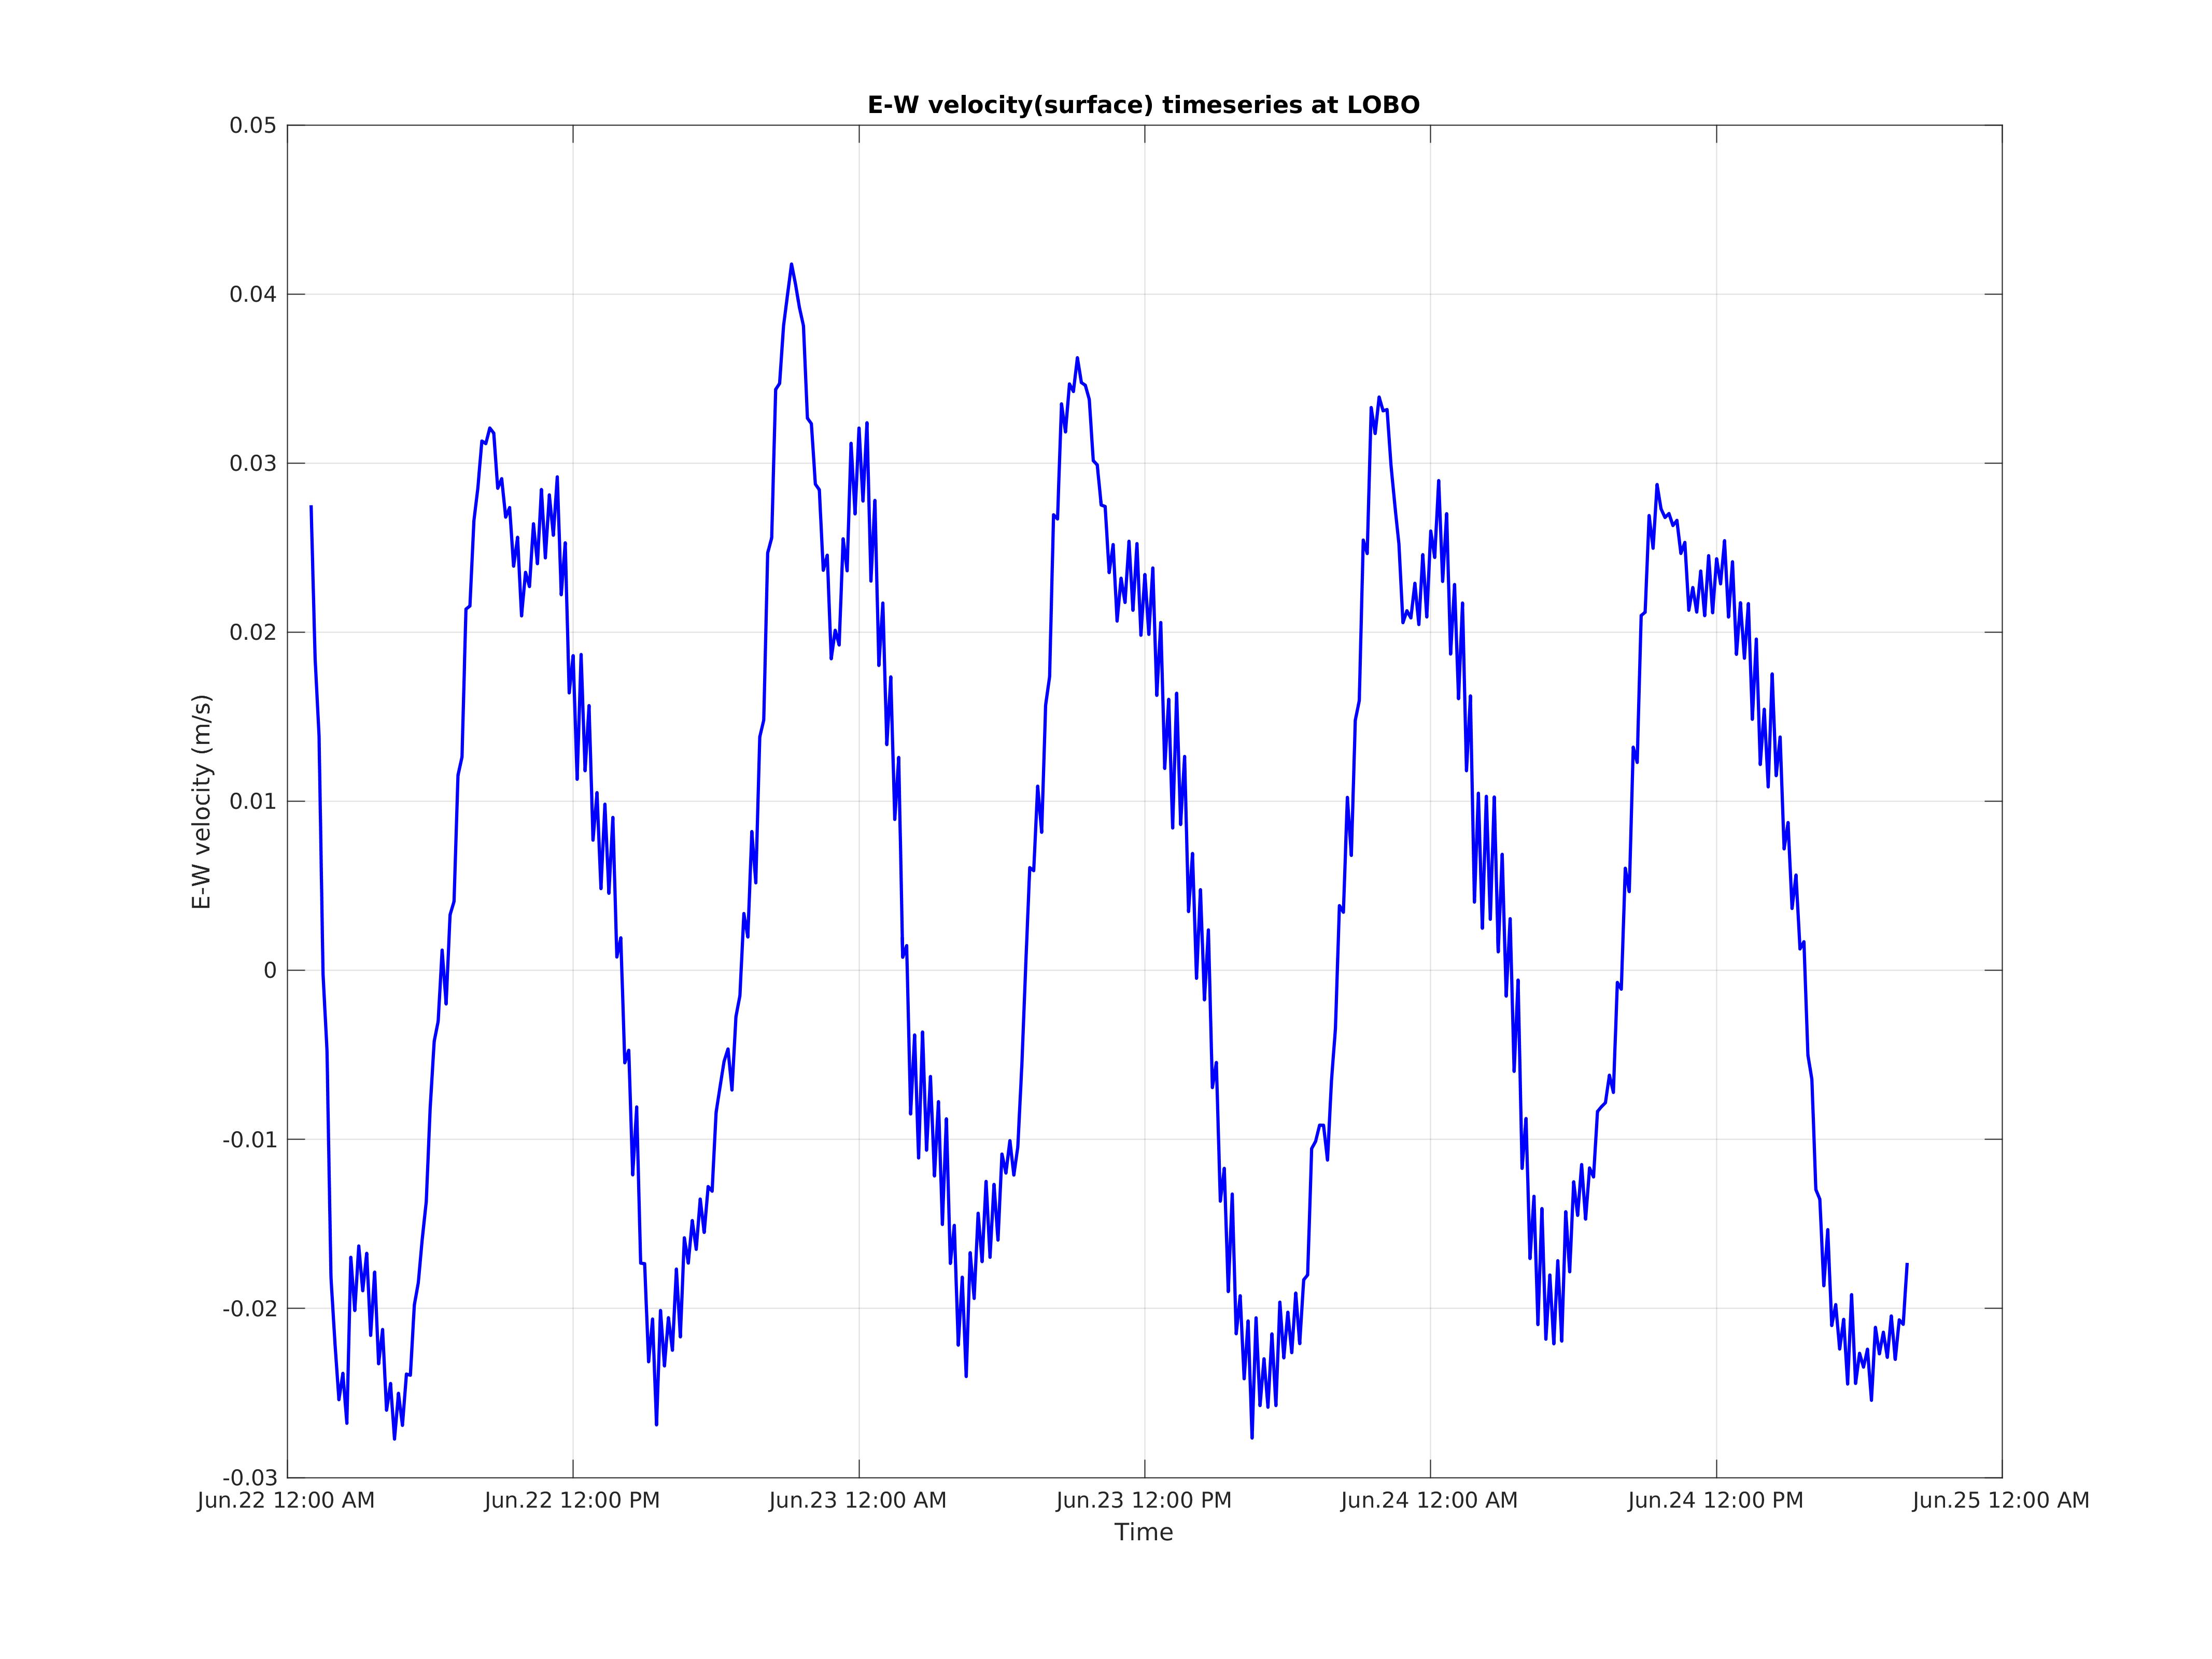 E-W velocity(surface) timeseries at LOBO
0.05
0.04
0.03
0.02
0.01
0
-0.01
-0.02
-0.03
E-W velocity (m/s)
Jun.22 12:00 AM Jun.22 12:00 PM Jun.23 12:00 AM Jun.23 12:00 PM Jun.24 12:00 AM Jun.24 12:00 PM Jun.25 12:00 AM
Time